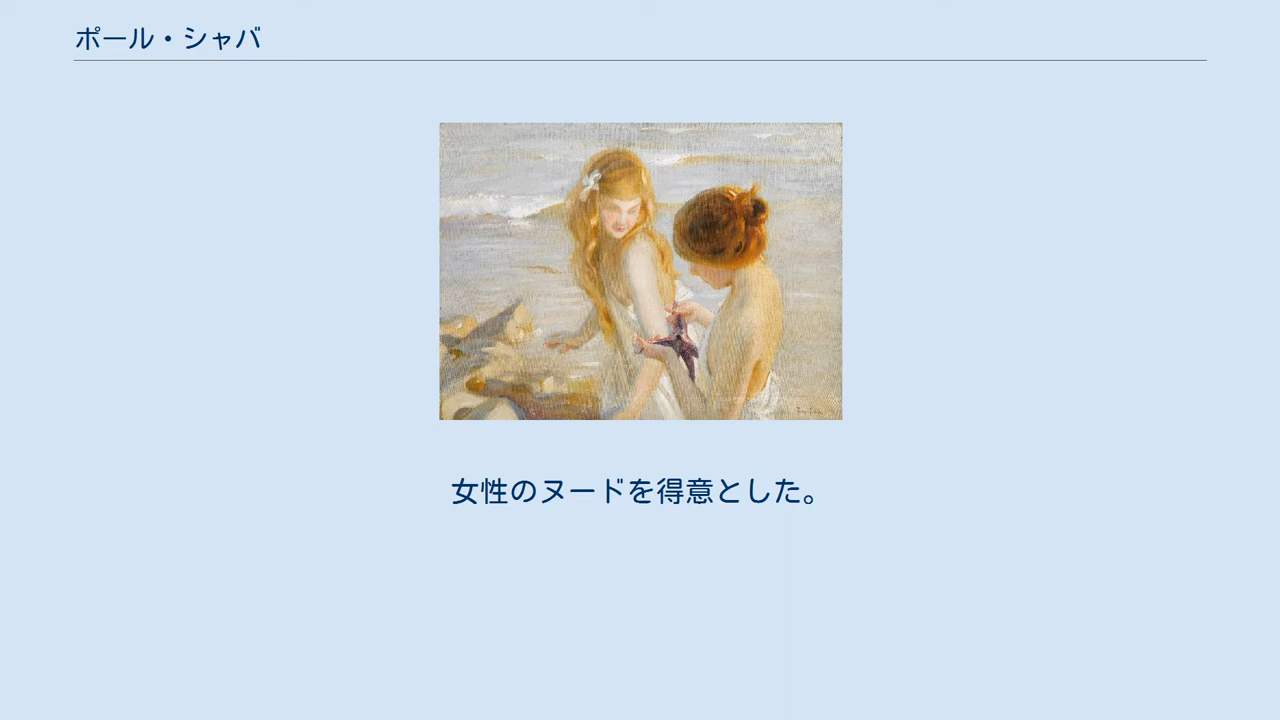 ポール・シャバ
女性のヌードを得意とした。